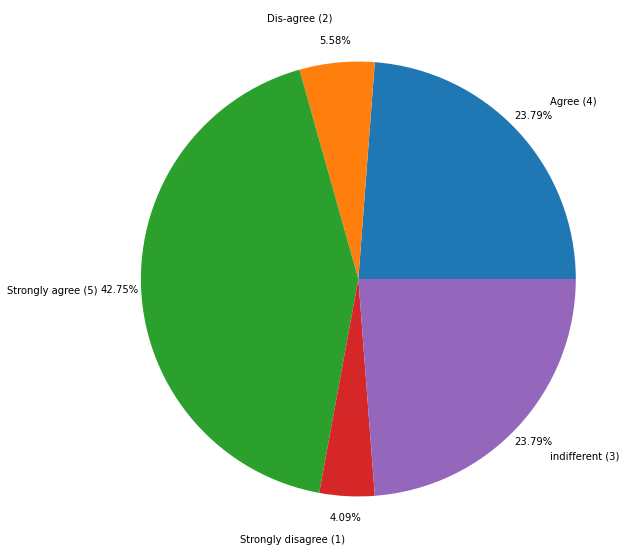 Dis-agree (2)
5.58%
Agree (4)
23.79%
Strongly agree (5)
42.75%
23.79%
indifferent (3)
4.09%
Strongly disagree (1)